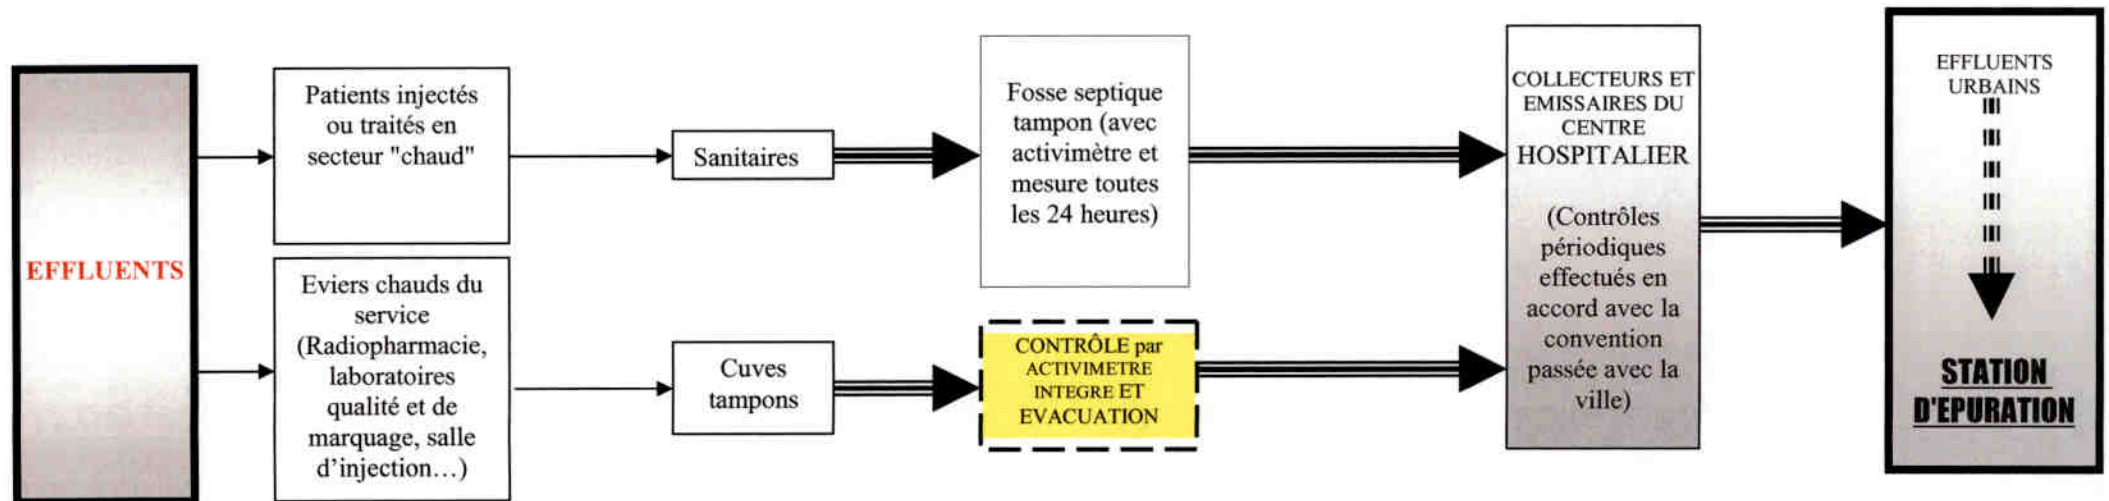 EFFLUENTS
Patients injectés
ou traités en
secteur "chaud"
Sanitaires
Fosse septique
tampon (avec
activimètre et
mesure toutes
les 24 heures)
Eviers chauds du
service
(Radiopharmacie,
laboratoires
qualité et de
marquage, salle
d’injection…)
Cuves
tampons
CONTRÔLE par
ACTIVIMETRE
INTEGRE ET
EVACUATION
COLLECTEURS ET
EMISSAIRES DU
CENTRE
HOSPITALIER
(Contrôles
périodiques
effectués en
accord avec la
convention
passée avec la
ville)
EFFLUENTS
URBAINS
STATION
D'EPURATION